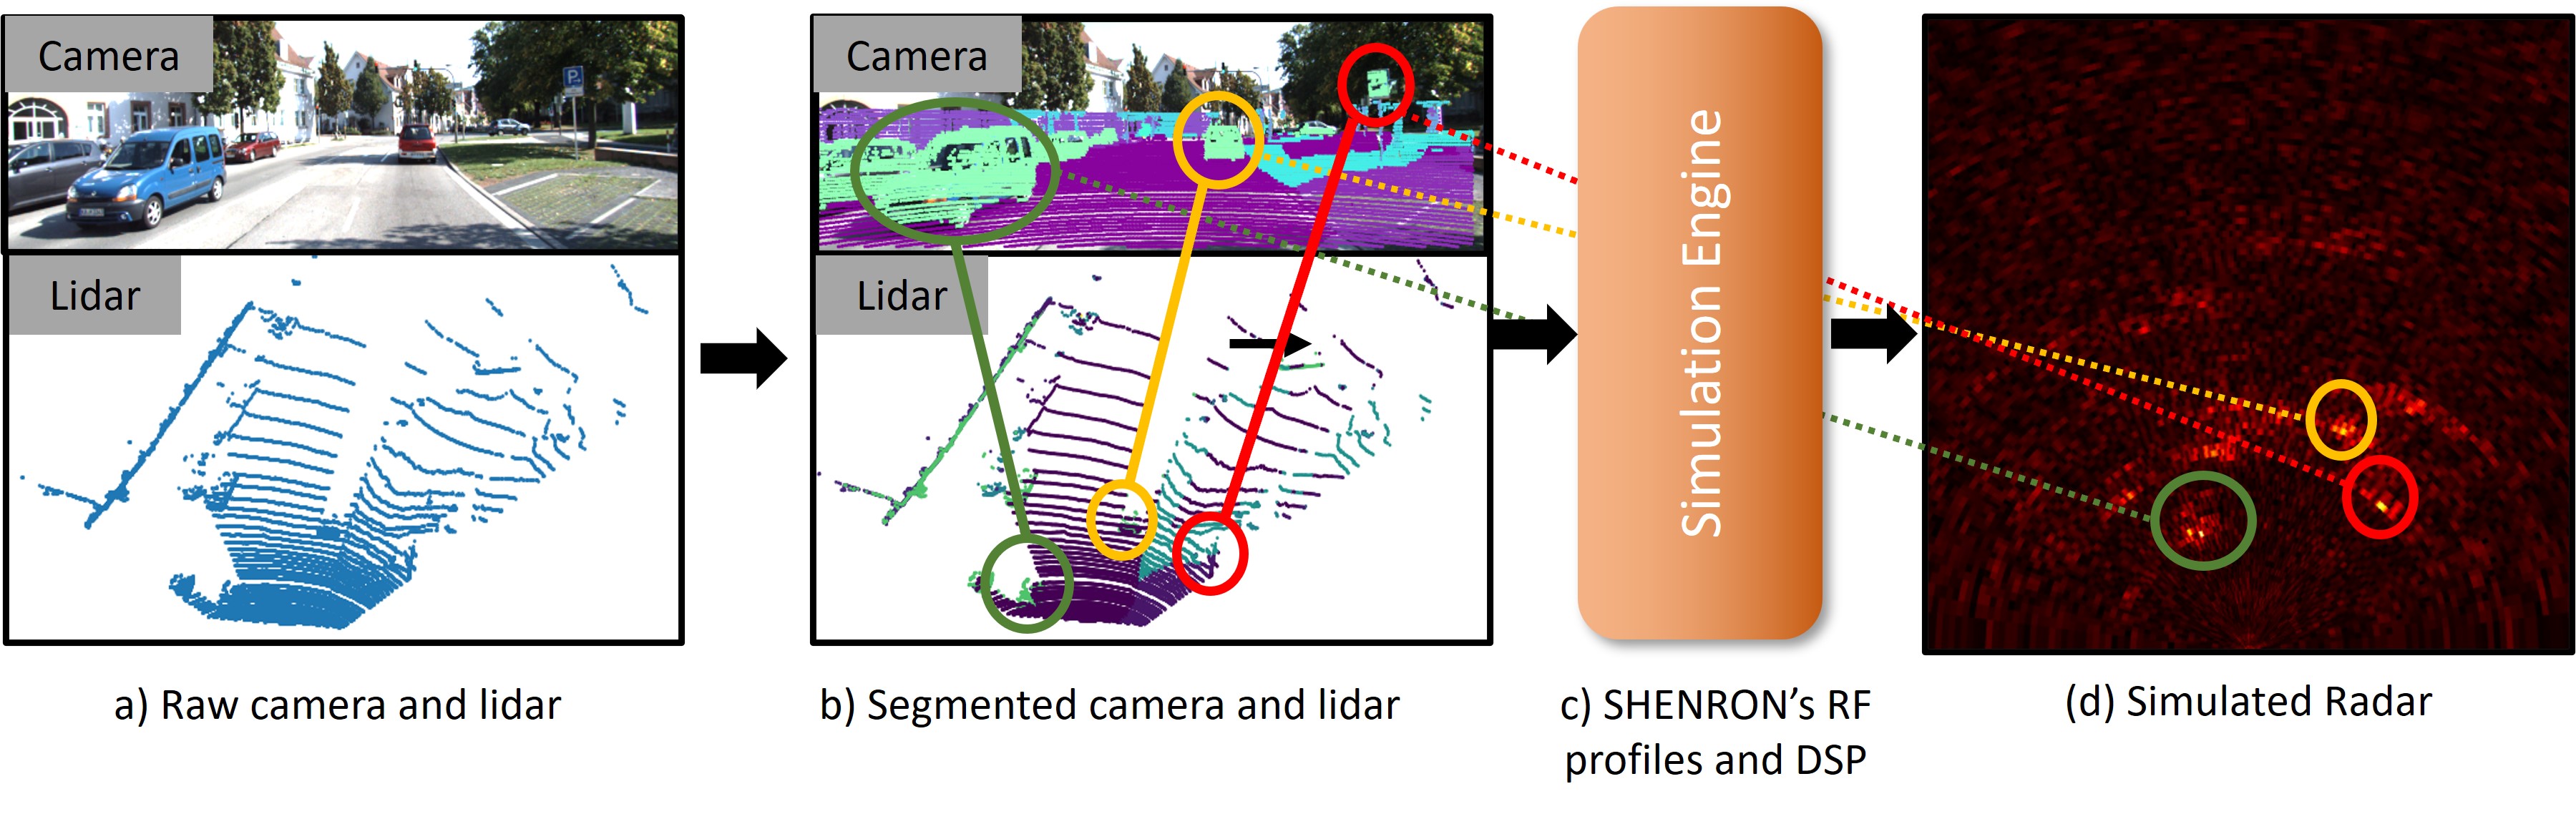 Camera
P
Lidar
Camera
Lidar
Simulation Engine
a) Raw camera and lidar
b) Segmented camera and lidar
c) SHENRON’s RF
profiles and DSP
(d) Simulated Radar